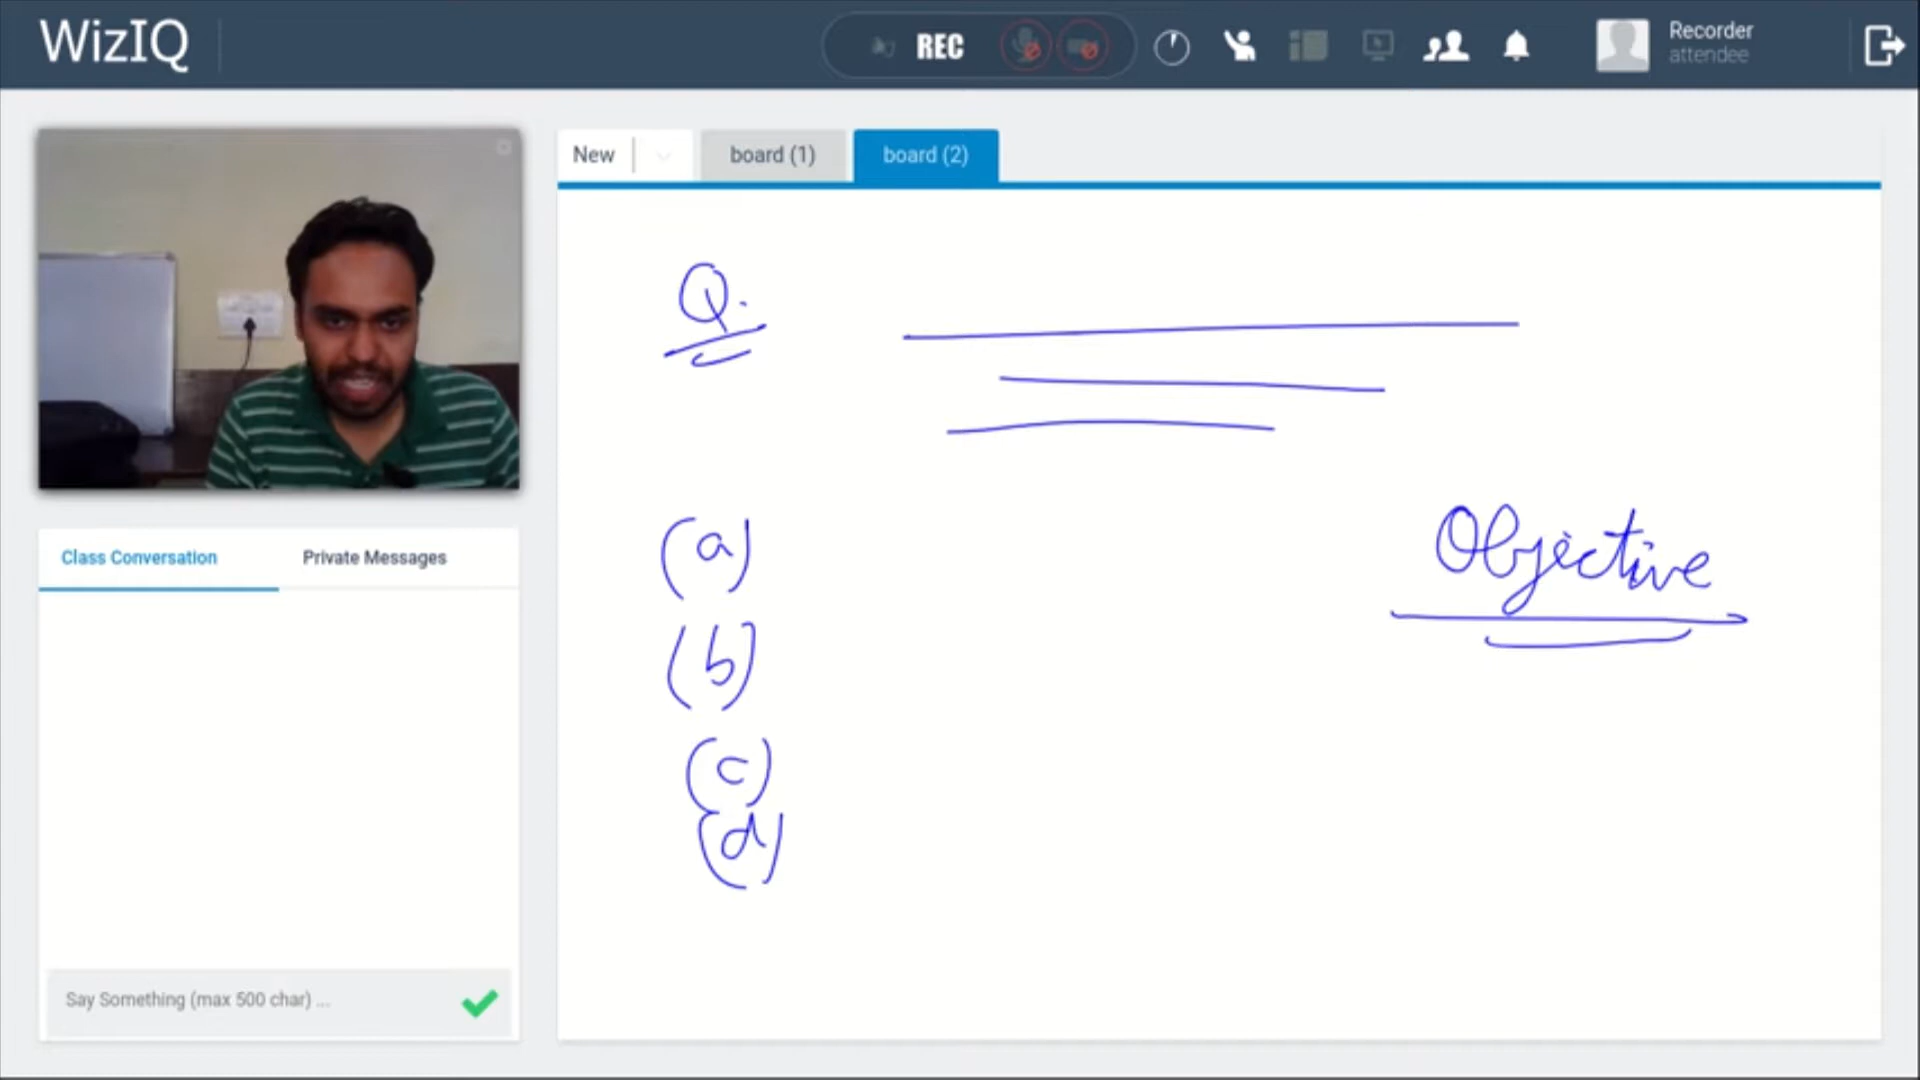 WizIQ
REC
Recorder
attendee
New
board (1)
board (2)
Q.
(a)
(b)
(c)
(d)
Objective
Class Conversation
Private Messages
Say Something (max 500 char) ...